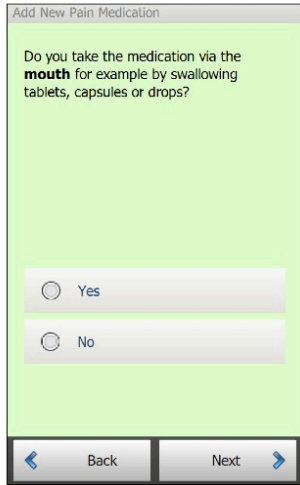 Add New Pain Medication
Do you take the medication via the
mouth for example by swallowing
tablets, capsules or drops?
Yes
No
Back
Next